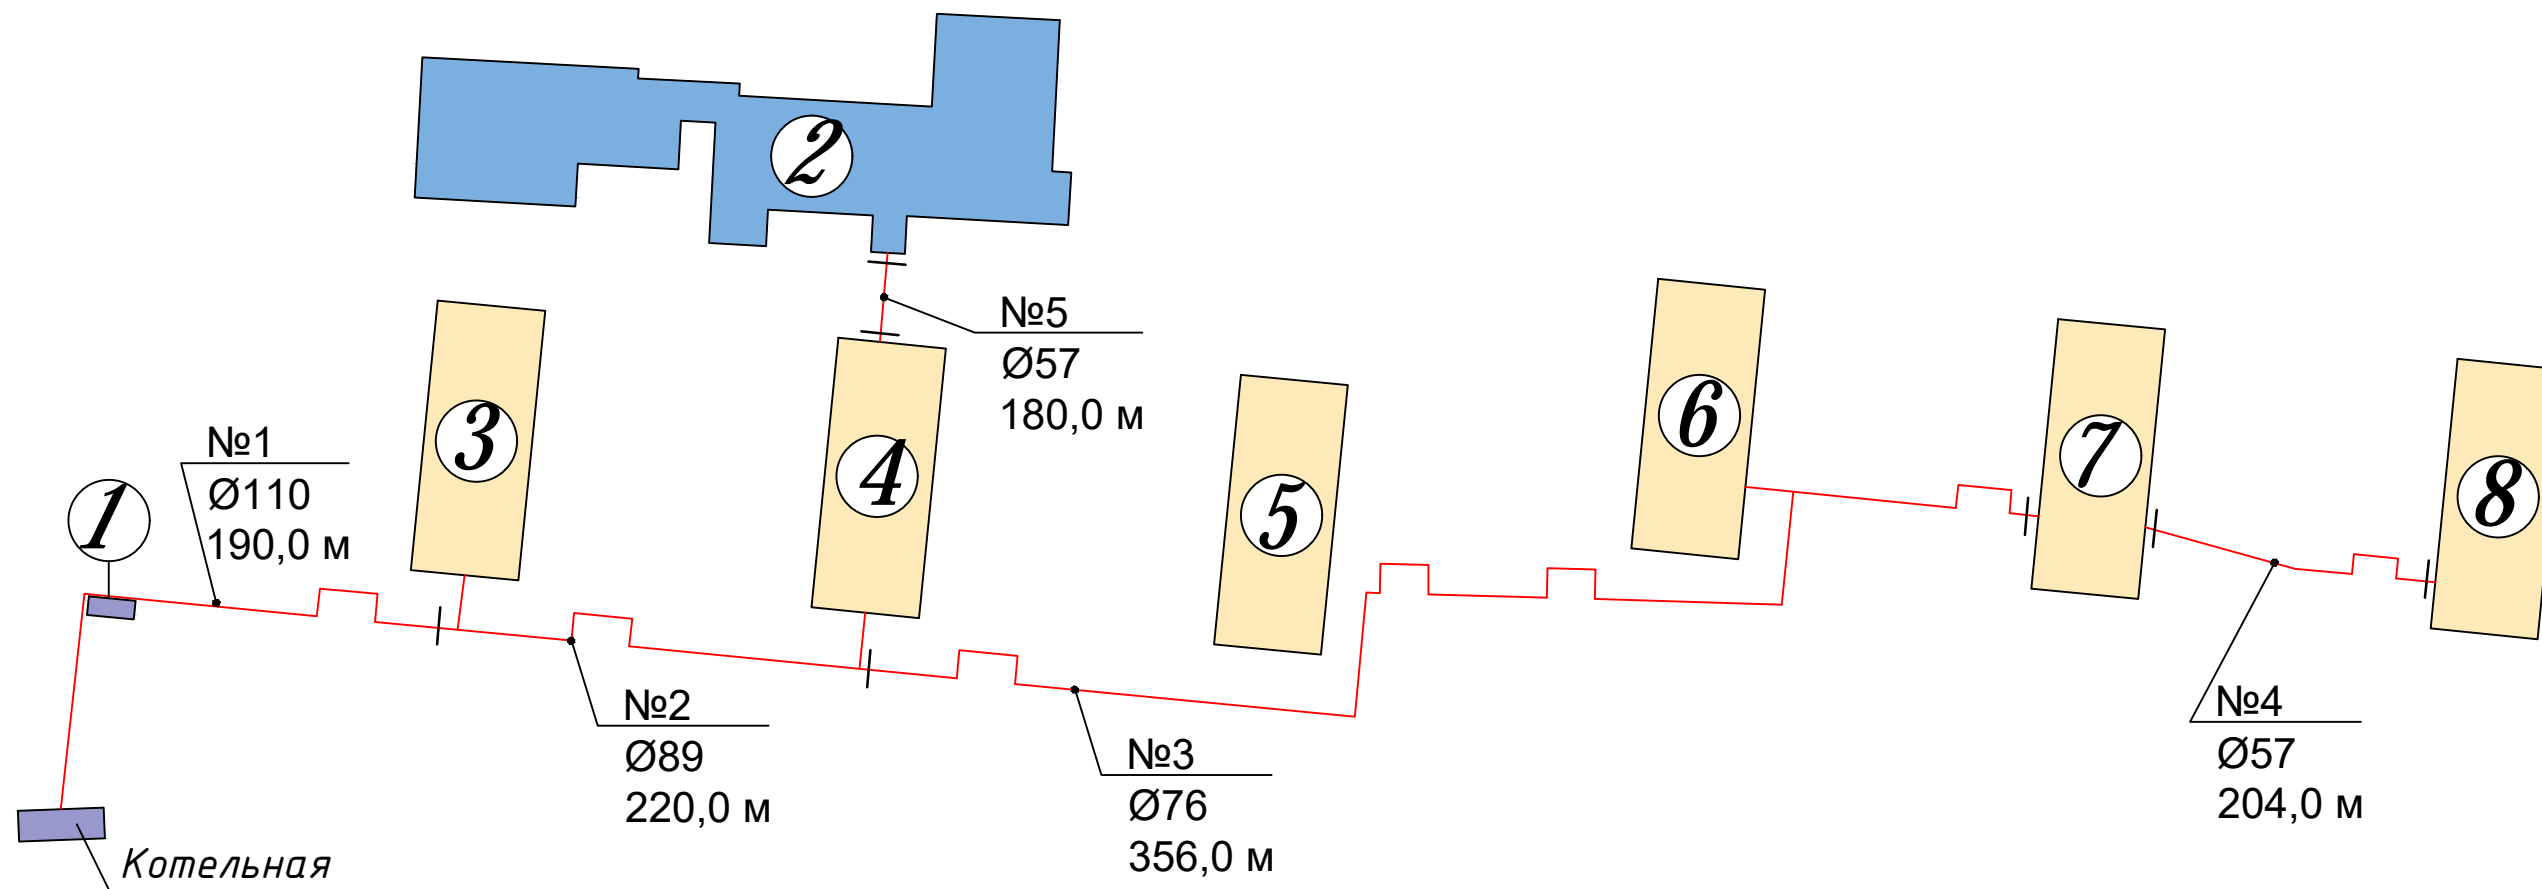 2
№5
Ø57
180,0 м
3
4
5
6
7
8
№1
Ø110
190,0 м
1
№2
Ø89
220,0 м
№3
Ø76
356,0 м
№4
Ø57
204,0 м
Котельная